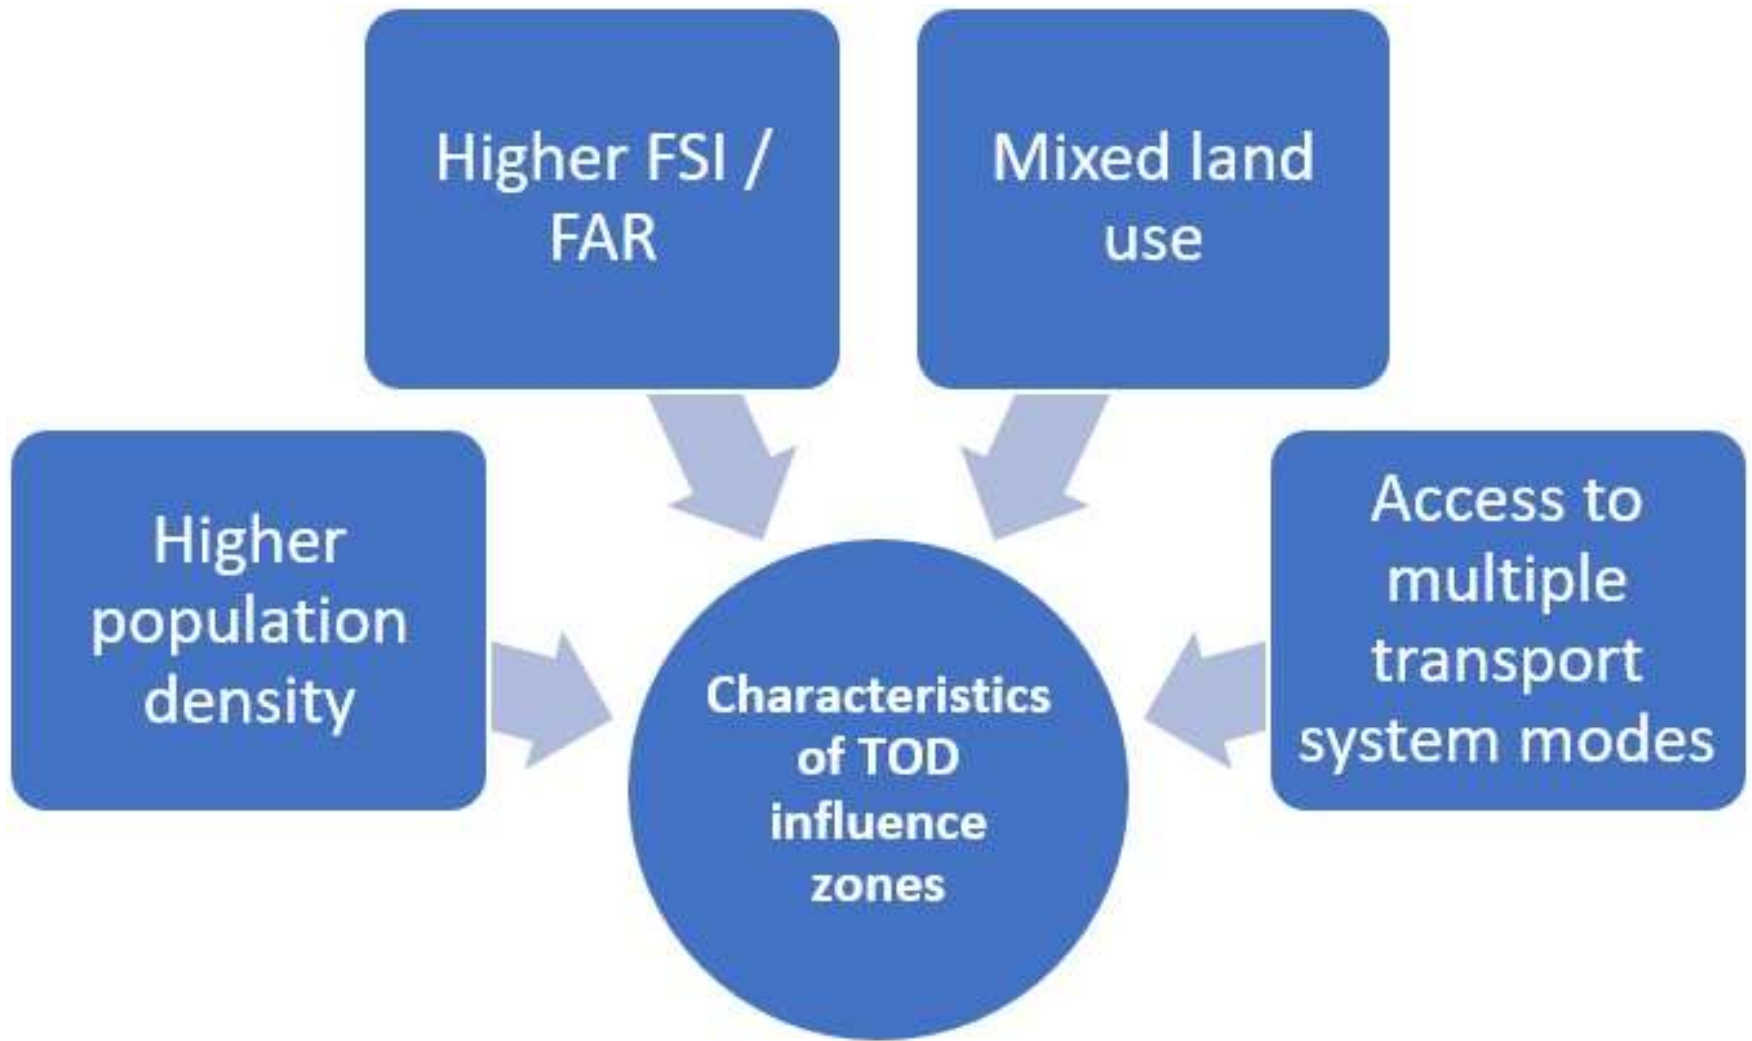 Higher FSI /
FAR
Mixed land
use
Higher
population
density
Access to
multiple
transport
system modes
Characteristics
of TOD
influence
zones